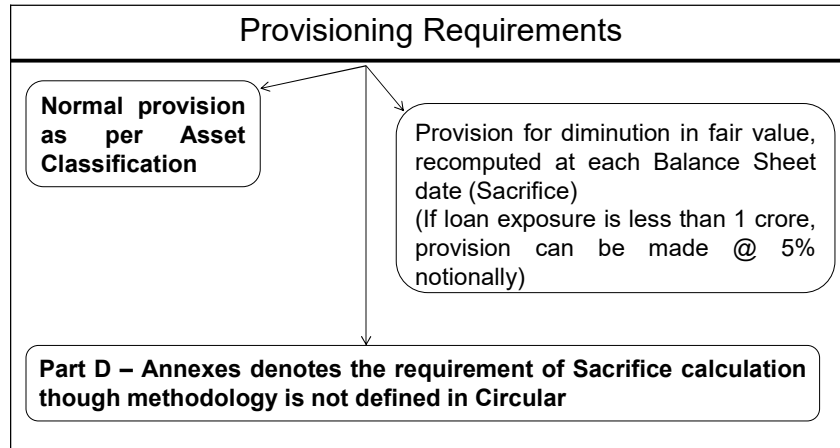 Provisioning Requirements
Normal provision
as per Asset
Classification
Provision for diminution in fair value,
recomputed at each Balance Sheet
date (Sacrifice)
(If loan exposure is less than 1 crore,
provision can be made @ 5%
notionally)
Part D – Annexes denotes the requirement of Sacrifice calculation
though methodology is not defined in Circular